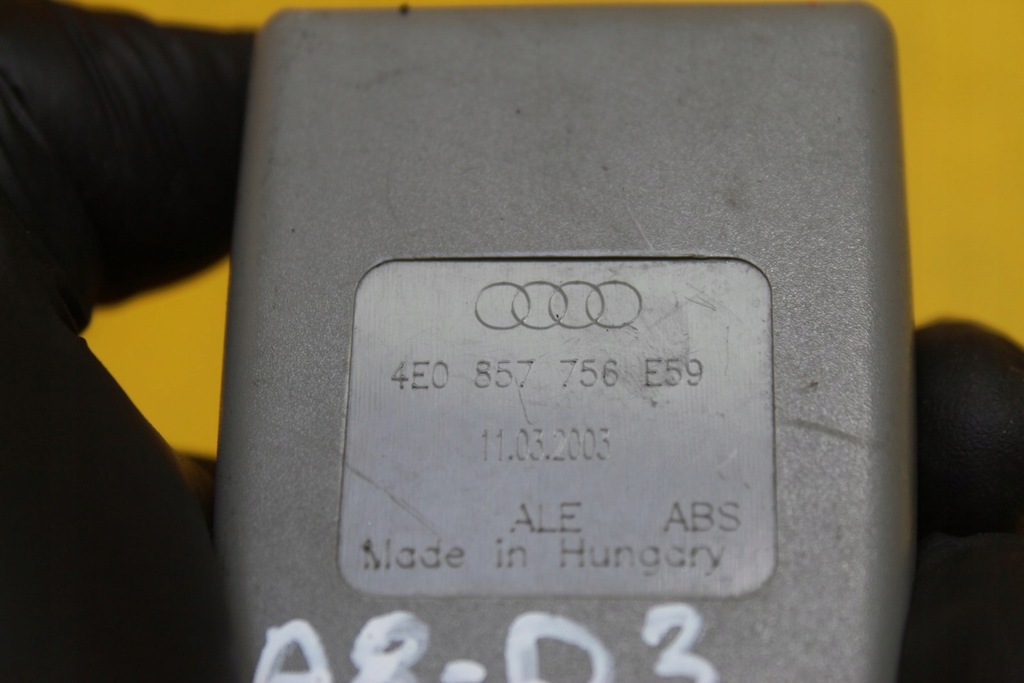 4E0 857 756 E59
11.03.2003
ALE ABS
Made in Hungary
A8-D3